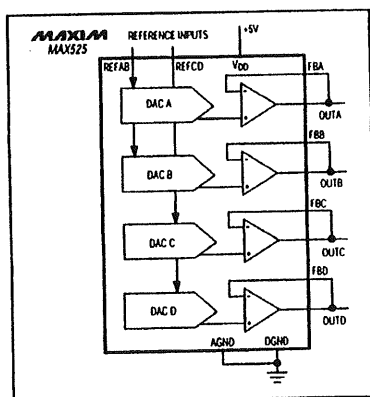 MAXIM
MAX525
REFERENCE INPUTS
+5V
REFAB
REFCD
VDD
FBA
DAC A
OUTA
FBB
DAC B
OUTB
FBC
DAC C
OUTC
FBD
DAC D
OUTD
AGND
DGND